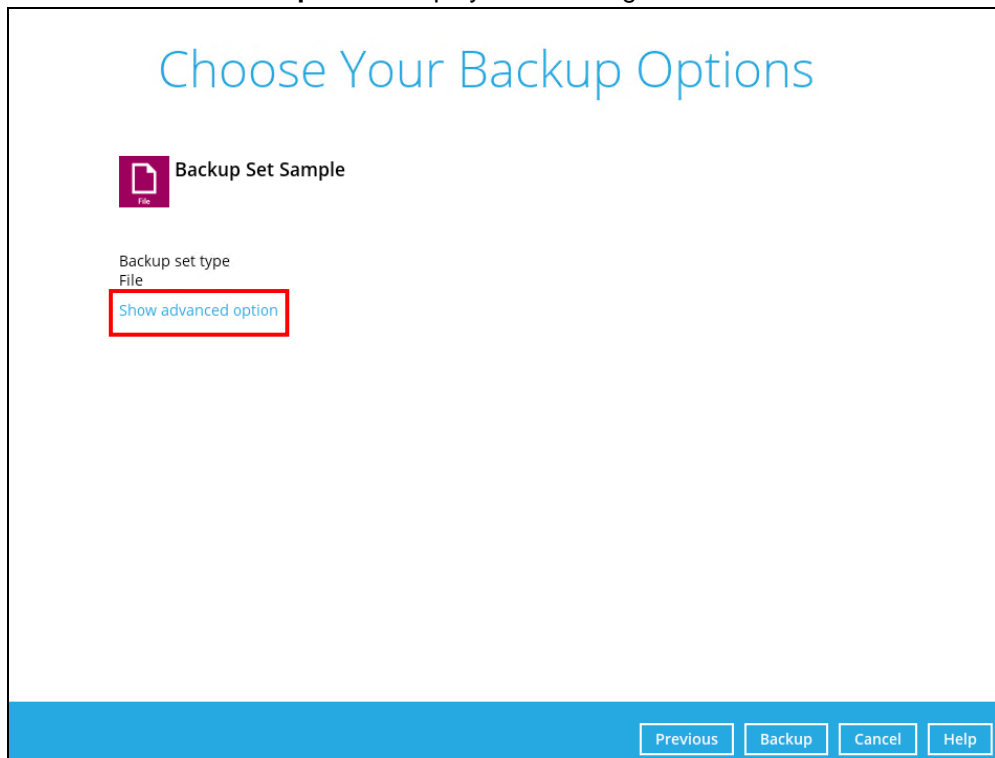 Choose Your Backup Options
Backup Set Sample
File
Backup set type
File
Show advanced option
Previous Backup Cancel Help